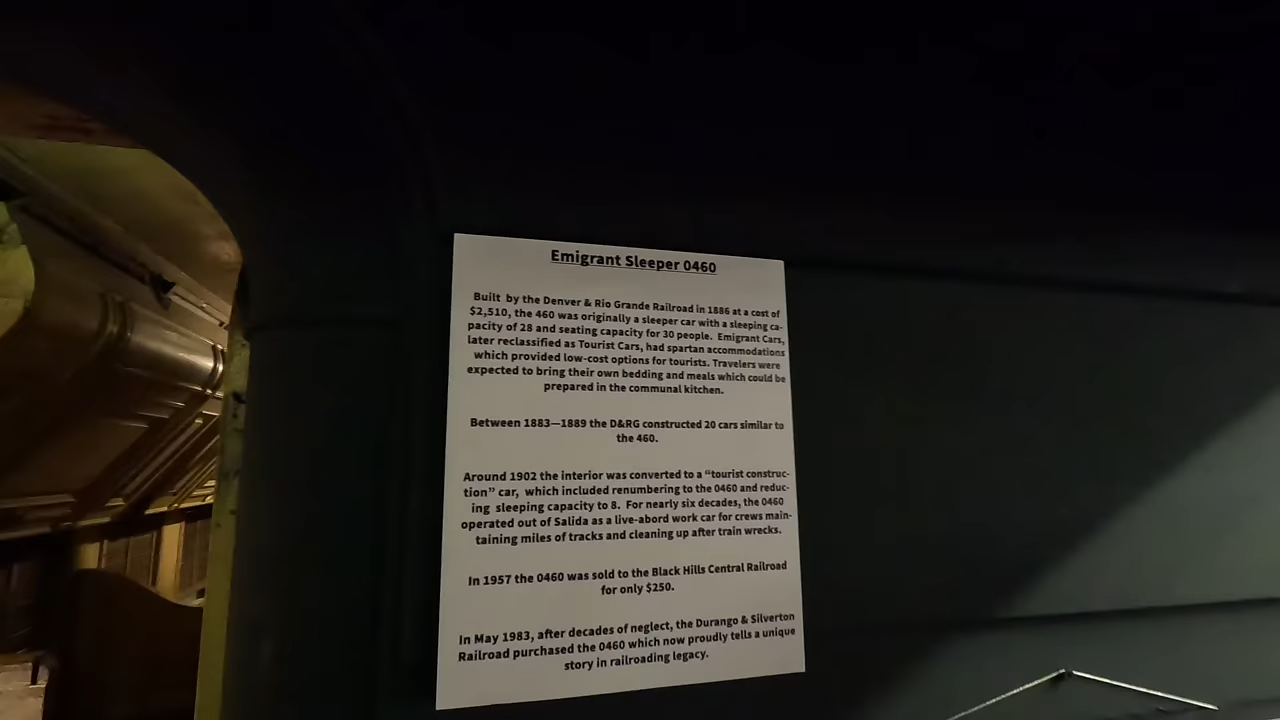 Emigrant Sleeper 0460
Built by the Denver & Rio Grande Railroad in 1886 at a cost of
$2,510, the 460 was originally a sleeper car with a sleeping ca-
pacity of 28 and seating capacity for 30 people. Emigrant Cars,
later reclassified as Tourist Cars, had spartan accommodations
which provided low-cost options for tourists. Travelers were
expected to bring their own bedding and meals which could be
prepared in the communal kitchen.
Between 1883—1889 the D&RG constructed 20 cars similar to
the 460.
Around 1902 the interior was converted to a “tourist construc-
tion” car, which included renumbering to the 0460 and reduc-
ing sleeping capacity to 8. For nearly six decades, the 0460
operated out of Salida as a live-abord work car for crews main-
taining miles of tracks and cleaning up after train wrecks.
In 1957 the 0460 was sold to the Black Hills Central Railroad
for only $250.
In May 1983, after decades of neglect, the Durango & Silverton
Railroad purchased the 0460 which now proudly tells a unique
story in railroading legacy.